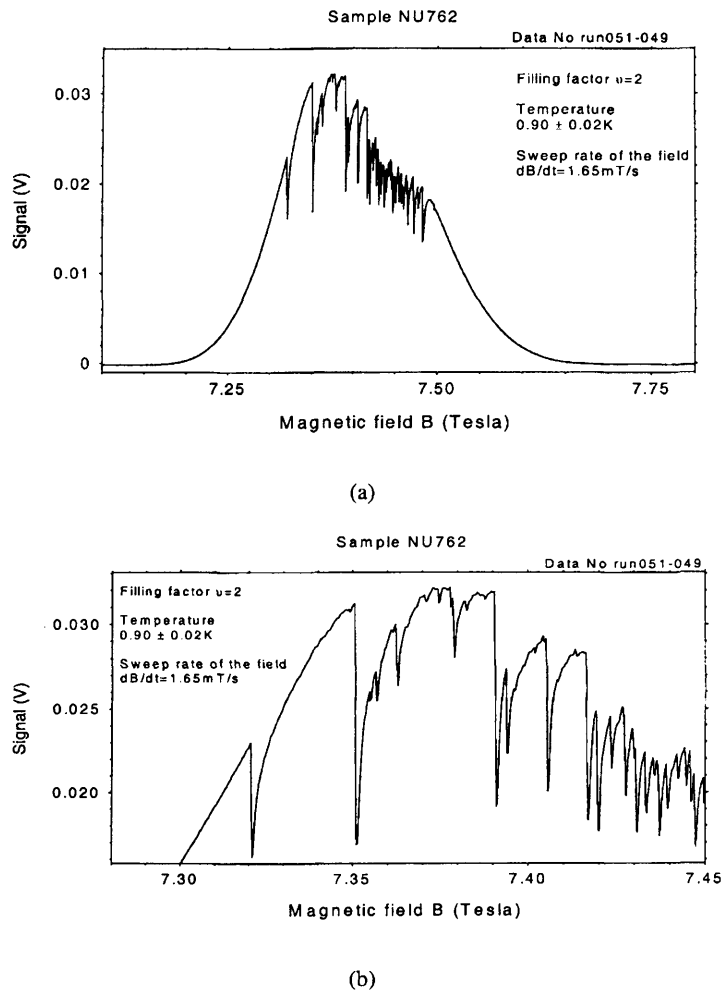 Sample NU762
Data No run051-049
Filling factor υ=2
Temperature
0.90 ± 0.02K
Sweep rate of the field
dB/dt=1.65mT/s
Signal (V)
0.03
0.02
0.01
0
7.25
7.50
7.75
Magnetic field B (Tesla)
(a)
Sample NU762
Data No run051-049
Filling factor υ=2
Temperature
0.90 ± 0.02K
Sweep rate of the field
dB/dt=1.65mT/s
Signal (V)
0.030
0.025
0.020
7.30
7.35
7.40
7.45
Magnetic field B (Tesla)
(b)